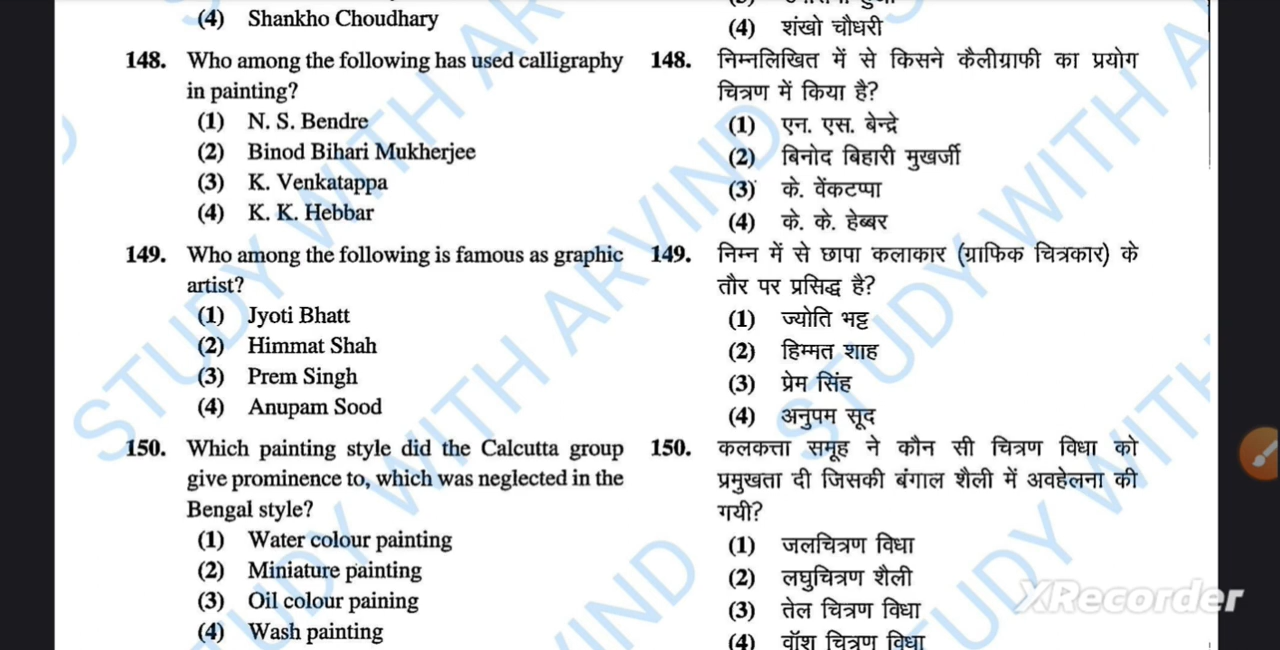 (4) Shankho Choudhary
148. Who among the following has used calligraphy
in painting?
(1) N. S. Bendre
(2) Binod Bihari Mukherjee
(3) K. Venkatappa
(4) K. K. Hebbar
149. Who among the following is famous as graphic
artist?
(1) Jyoti Bhatt
(2) Himmat Shah
(3) Prem Singh
(4) Anupam Sood
150. Which painting style did the Calcutta group
give prominence to, which was neglected in the
Bengal style?
(1) Water colour painting
(2) Miniature painting
(3) Oil colour paining
(4) Wash painting
(4) शंखो चौधरी
148. निम्नलिखित में से किसने कैलीग्राफी का प्रयोग
चित्रण में किया है?
(1) एन. एस. बेन्द्रे
(2) बिनोद बिहारी मुखर्जी
(3) के. वेंकटप्पा
(4) के. के. हेब्बर
149. निम्न में से छापा कलाकार (ग्राफिक चित्रकार) के
तौर पर प्रसिद्ध है?
(1) ज्योति भट्ट
(2) हिम्मत शाह
(3) प्रेम सिंह
(4) अनुपम सूद
150. कलकत्ता समूह ने कौन सी चित्रण विधा को
प्रमुखता दी जिसकी बंगाल शैली में अवहेलना की
गयी?
(1) जलचित्रण विधा
(2) लघुचित्रण शैली
(3) तेल चित्रण विधा
(4) वॉश चित्रण विधा
STUDY WITH ARVIND
STUDY WITH ARVIND
STUDY WITH
XRecorder